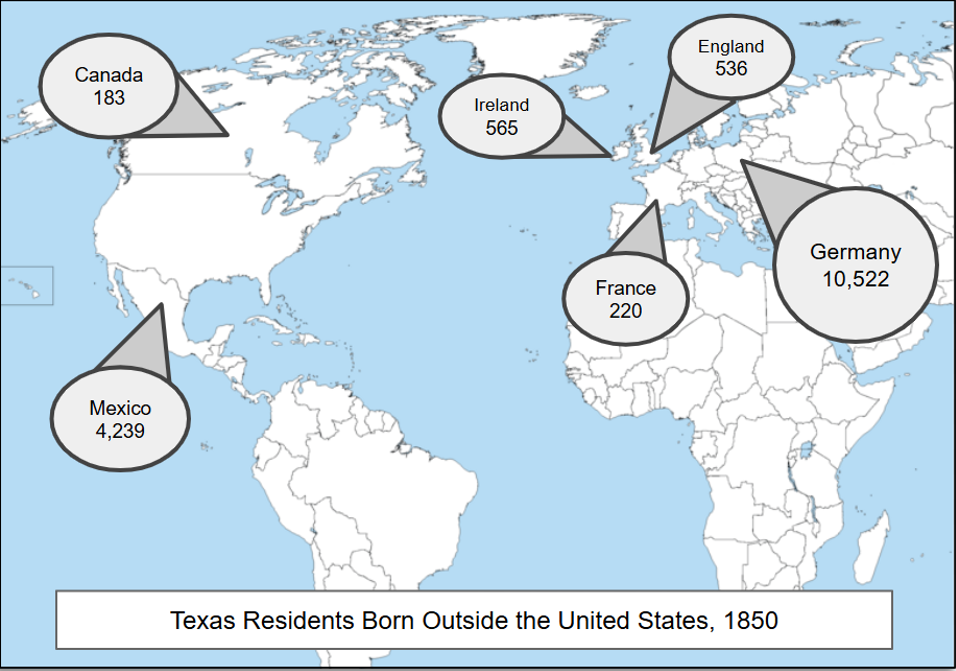 Canada
183
Ireland
565
England
536
Germany
10,522
France
220
Mexico
4,239
Texas Residents Born Outside the United States, 1850